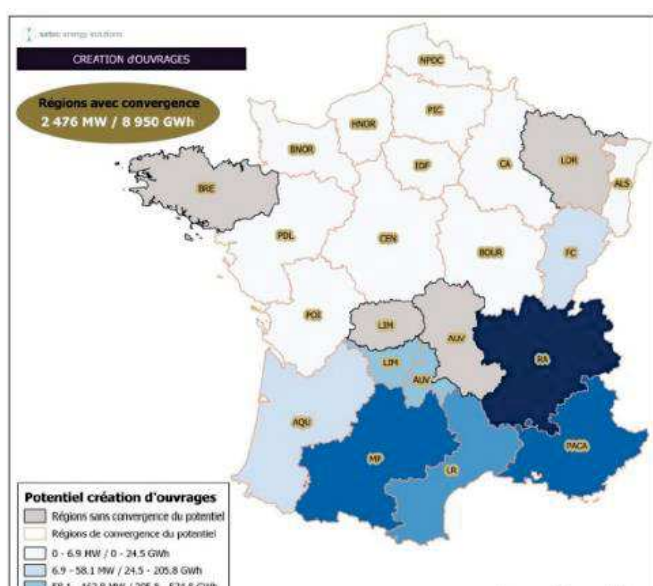 setec energy solutions
CREATION d'OUVRAGES
Régions avec convergence
2 476 MW / 8 950 GWh
NPDC
PIC
HNOR
BNOR
IDF
CA
LOR
ALS
BRE
PDL
CEN
BOUR
FC
POI
LIM
AUV
RA
LIM
AUV
AQU
MP
LR
PACA
Potentiel création d'ouvrages
Régions sans convergence du potentiel
Régions de convergence du potentiel
0 - 6.9 MW / 0 - 24.5 GWh
6.9 - 58.1 MW / 24.5 - 205.8 GWh